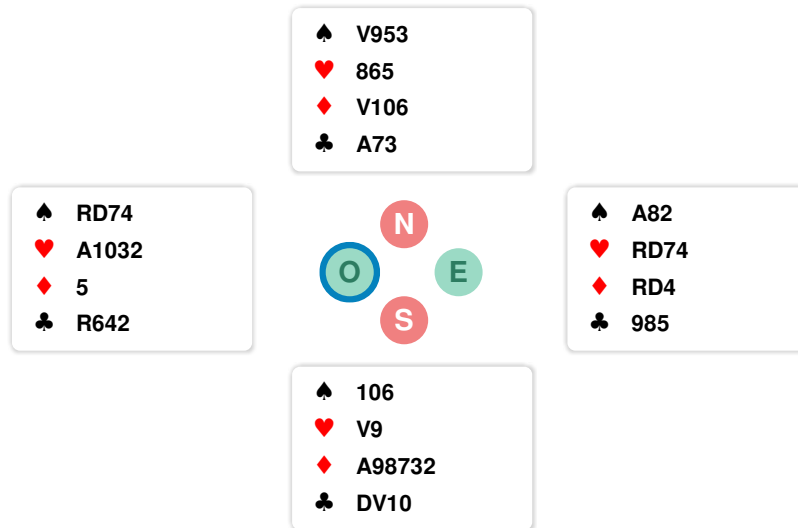 ♠ V953
♥ 865
♦ V106
♣ A73
♠ RD74
♥ A1032
♦ 5
♣ R642
N
O E
S
♠ A82
♥ RD74
♦ RD4
♣ 985
♠ 106
♥ V9
♦ A98732
♣ DV10